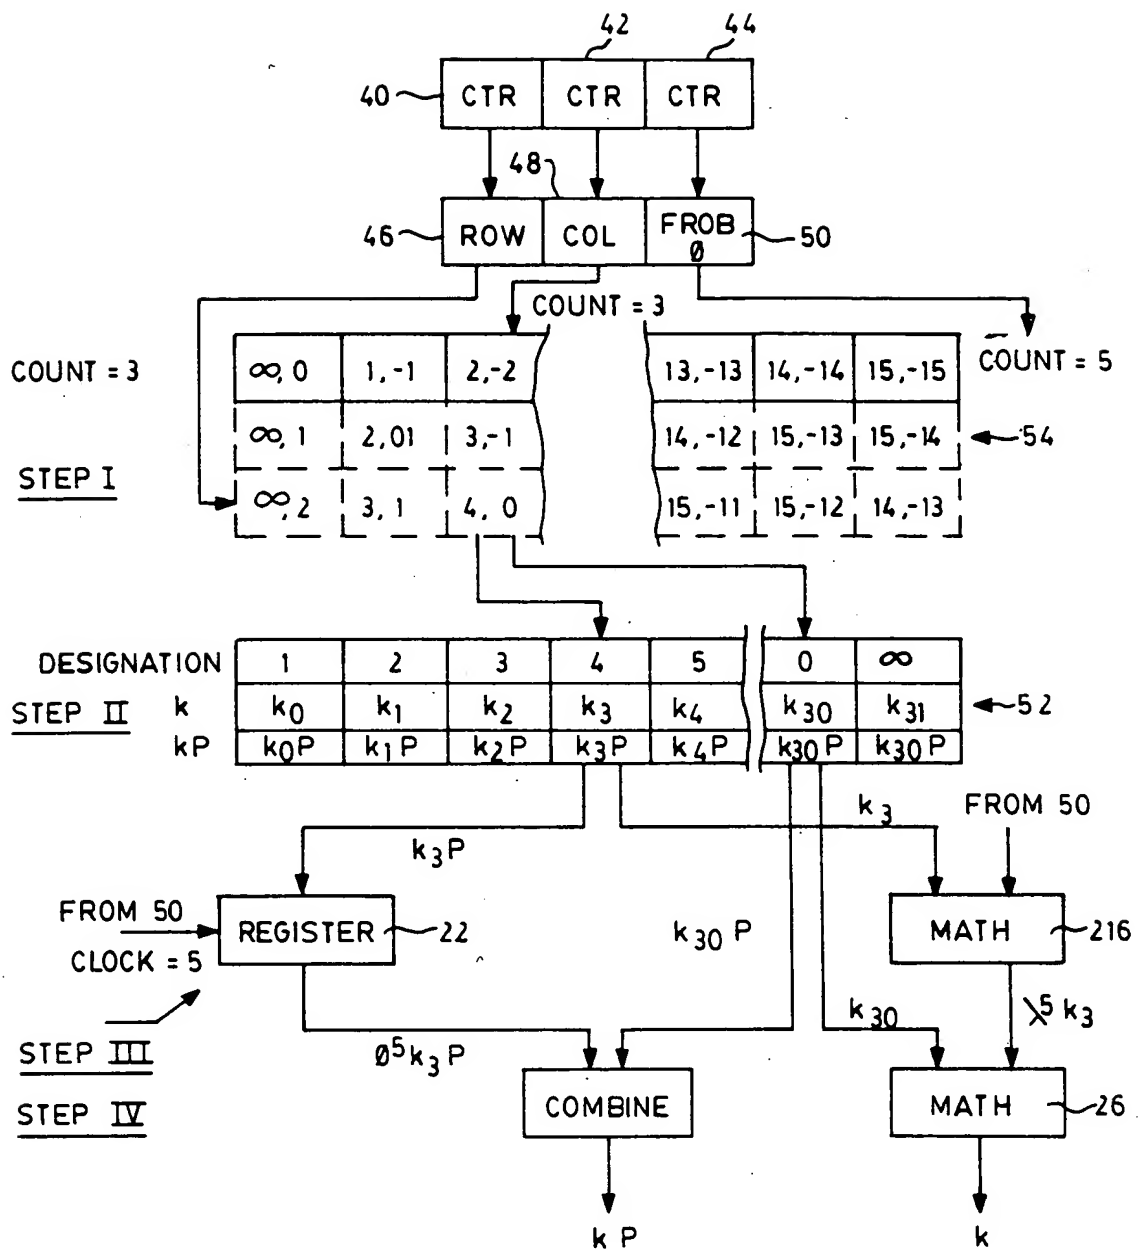 42 44
40 CTR CTR CTR
48
46 ROW COL FROB Ø 50
COUNT = 3
COUNT = 3 ∞, 0 1,-1 2,-2 13,-13 14,-14 15,-15 COUNT = 5
∞, 1 2,01 3,-1 14,-12 15,-13 15,-14 54
STEP I
∞, 2 3, 1 4, 0 15,-11 15,-12 14,-13
DESIGNATION 1 2 3 4 5 0 ∞
STEP II k k0 k1 k2 k3 k4 k30 k31 52
kP k0P k1P k2P k3P k4P k30P k30P
k3 FROM 50
k3P
FROM 50 REGISTER 22 k30 P MATH 216
CLOCK = 5
k30 λ5 k3
STEP III Ø5k3P
STEP IV COMBINE MATH 26
k P k